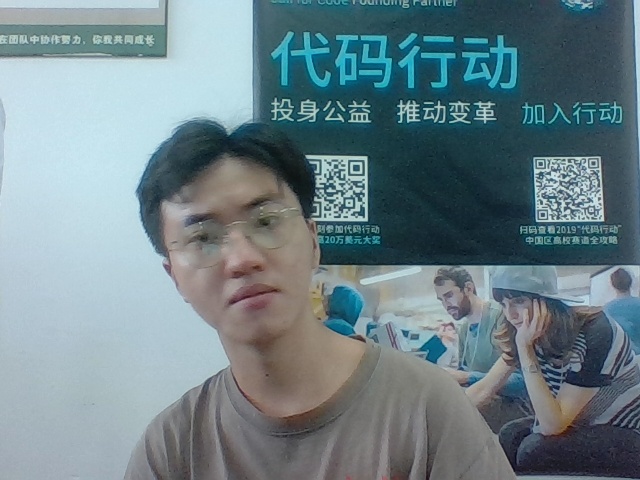 在团队中协作努力，你我共同成长
Call for Code Founding Partner
代码行动
投身公益 推动变革 加入行动
参加代码行动
20万美元大奖
扫码查看2019“代码行动”
中国区高校赛道全攻略